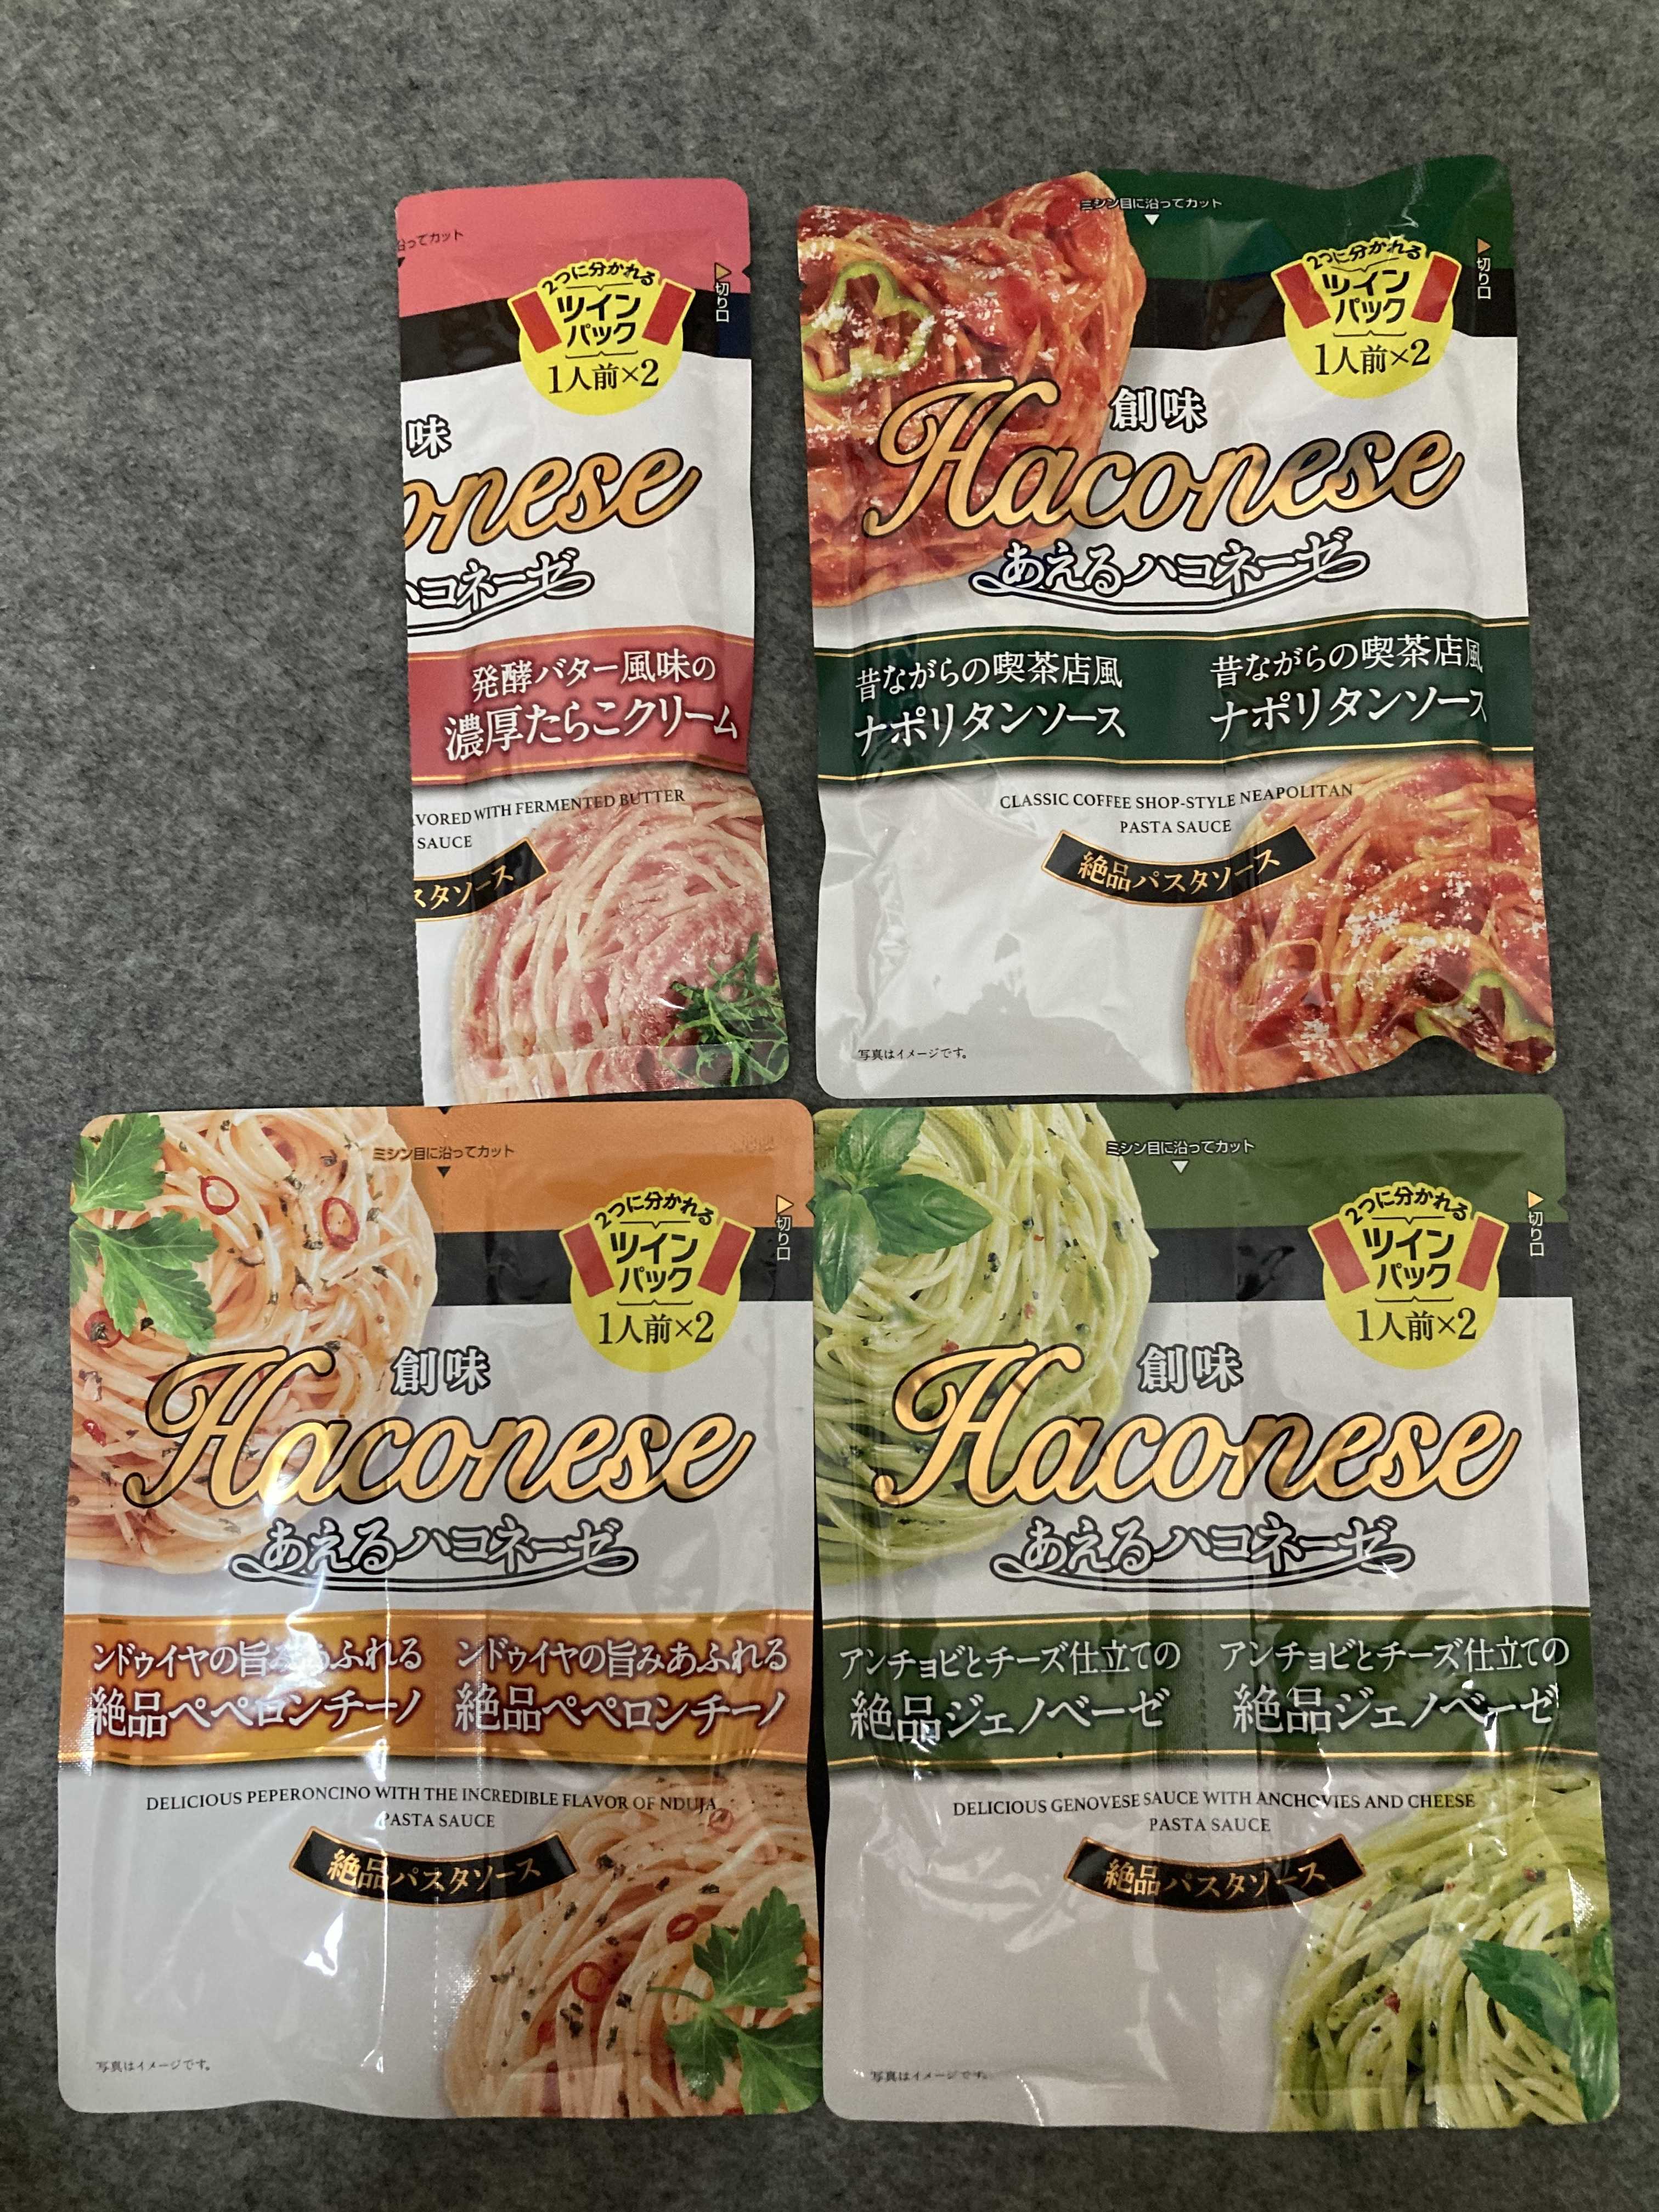 沿ってカット
2つに分かれる
ツイン
パック
1人前×2
切り口
味
onese
ハコネーゼ
発酵バター風味の
濃厚たらこクリーム
VORED WITH FERMENTED BUTTER
SAUCE
スタソース
ミシン目に沿ってカット
2つに分かれる
ツイン
パック
1人前×2
切り口
創味
Haconese
あえるハコネーゼ
昔ながらの喫茶店風 昔ながらの喫茶店風
ナポリタンソース ナポリタンソース
CLASSIC COFFEE SHOP-STYLE NEAPOLITAN
PASTA SAUCE
絶品パスタソース
写真はイメージです。
ミシン目に沿ってカット
2つに分かれる
ツイン
パック
1人前×2
切り口
創味
Haconese
あえるハコネーゼ
ンドゥイヤの旨みあふれる ンドゥイヤの旨みあふれる
絶品ペペロンチーノ 絶品ペペロンチーノ
DELICIOUS PEPERONCINO WITH THE INCREDIBLE FLAVOR OF NDUJA
PASTA SAUCE
絶品パスタソース
写真はイメージです。
ミシン目に沿ってカット
2つに分かれる
ツイン
パック
1人前×2
切り口
創味
Haconese
あえるハコネーゼ
アンチョビとチーズ仕立ての アンチョビとチーズ仕立ての
絶品ジェノベーゼ 絶品ジェノベーゼ
DELICIOUS GENOVESE SAUCE WITH ANCHOVIES AND CHEESE
PASTA SAUCE
絶品パスタソース
写真はイメージです。